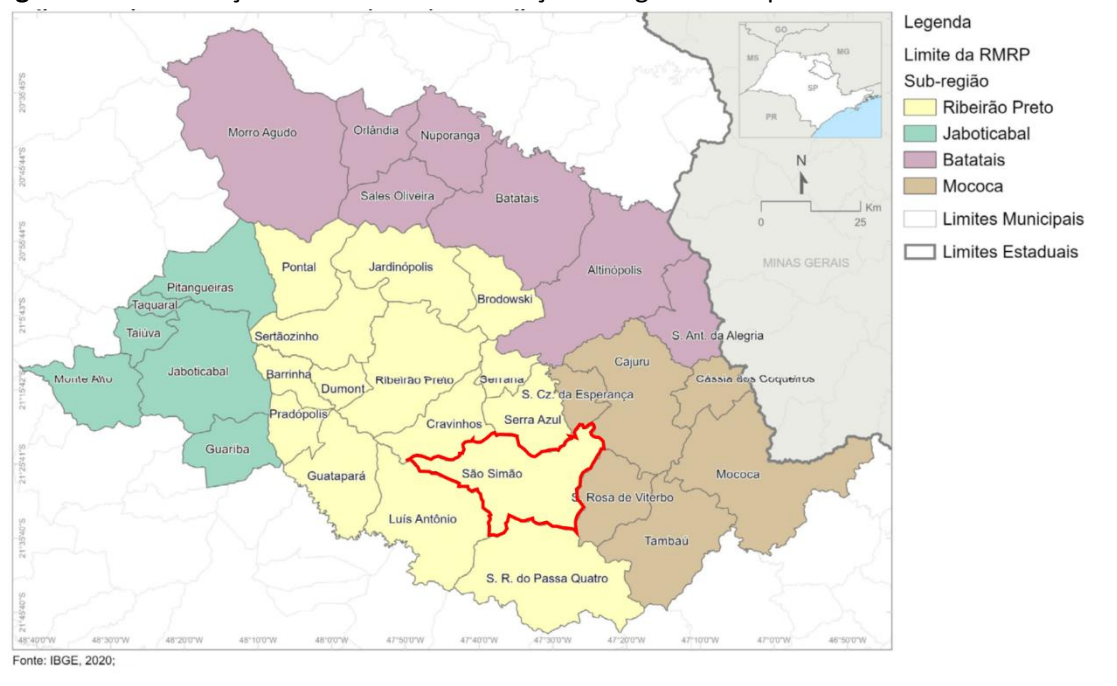 Legenda
Limite da RMRP
Sub-região
Ribeirão Preto
Jaboticabal
Batatais
Mococa
Limites Municipais
Limites Estaduais
GO
MS
MG
SP
PR
N
Km
0
25
MINAS GERAIS
Morro Agudo
Orlândia
Nuporanga
Sales Oliveira
Batatais
Altinópolis
S. Ant. da Alegria
Pontal
Jardinópolis
Brodowski
Pitangueiras
Taquaral
Taiúva
Monte Alto
Jaboticabal
Guariba
Sertãozinho
Barrinha
Dumont
Pradópolis
Ribeirão Preto
Serrana
Cajuru
Cássia dos Coqueiros
S. Cz. da Esperança
Cravinhos
Serra Azul
Guatapará
São Simão
S. Rosa de Viterbo
Mococa
Luís Antônio
Tambaú
S. R. do Passa Quatro
20°35'45"S
20°45'44"S
20°55'44"S
21°5'43"S
21°15'42"S
21°25'41"S
21°35'40"S
21°45'40"S
48°40'0"W
48°30'0"W
48°20'0"W
48°10'0"W
48°0'0"W
47°50'0"W
47°40'0"W
47°30'0"W
47°20'0"W
47°10'0"W
47°0'0"W
46°50'0"W
Fonte: IBGE, 2020;